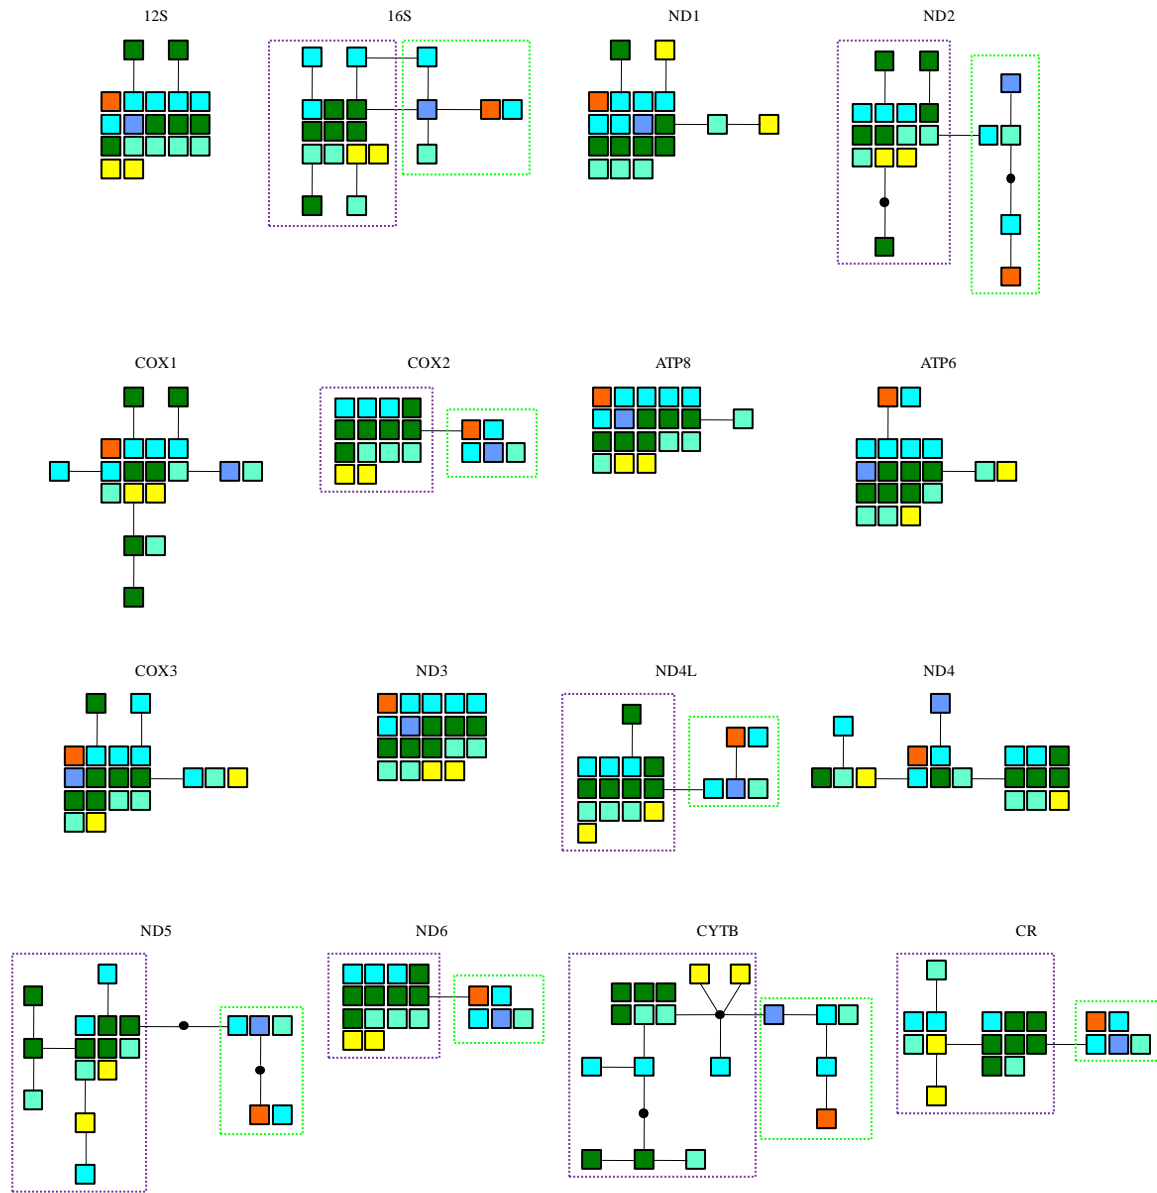 12S
16S
ND1
ND2
COX1
COX2
ATP8
ATP6
COX3
ND3
ND4L
ND4
ND5
ND6
CYTB
CR